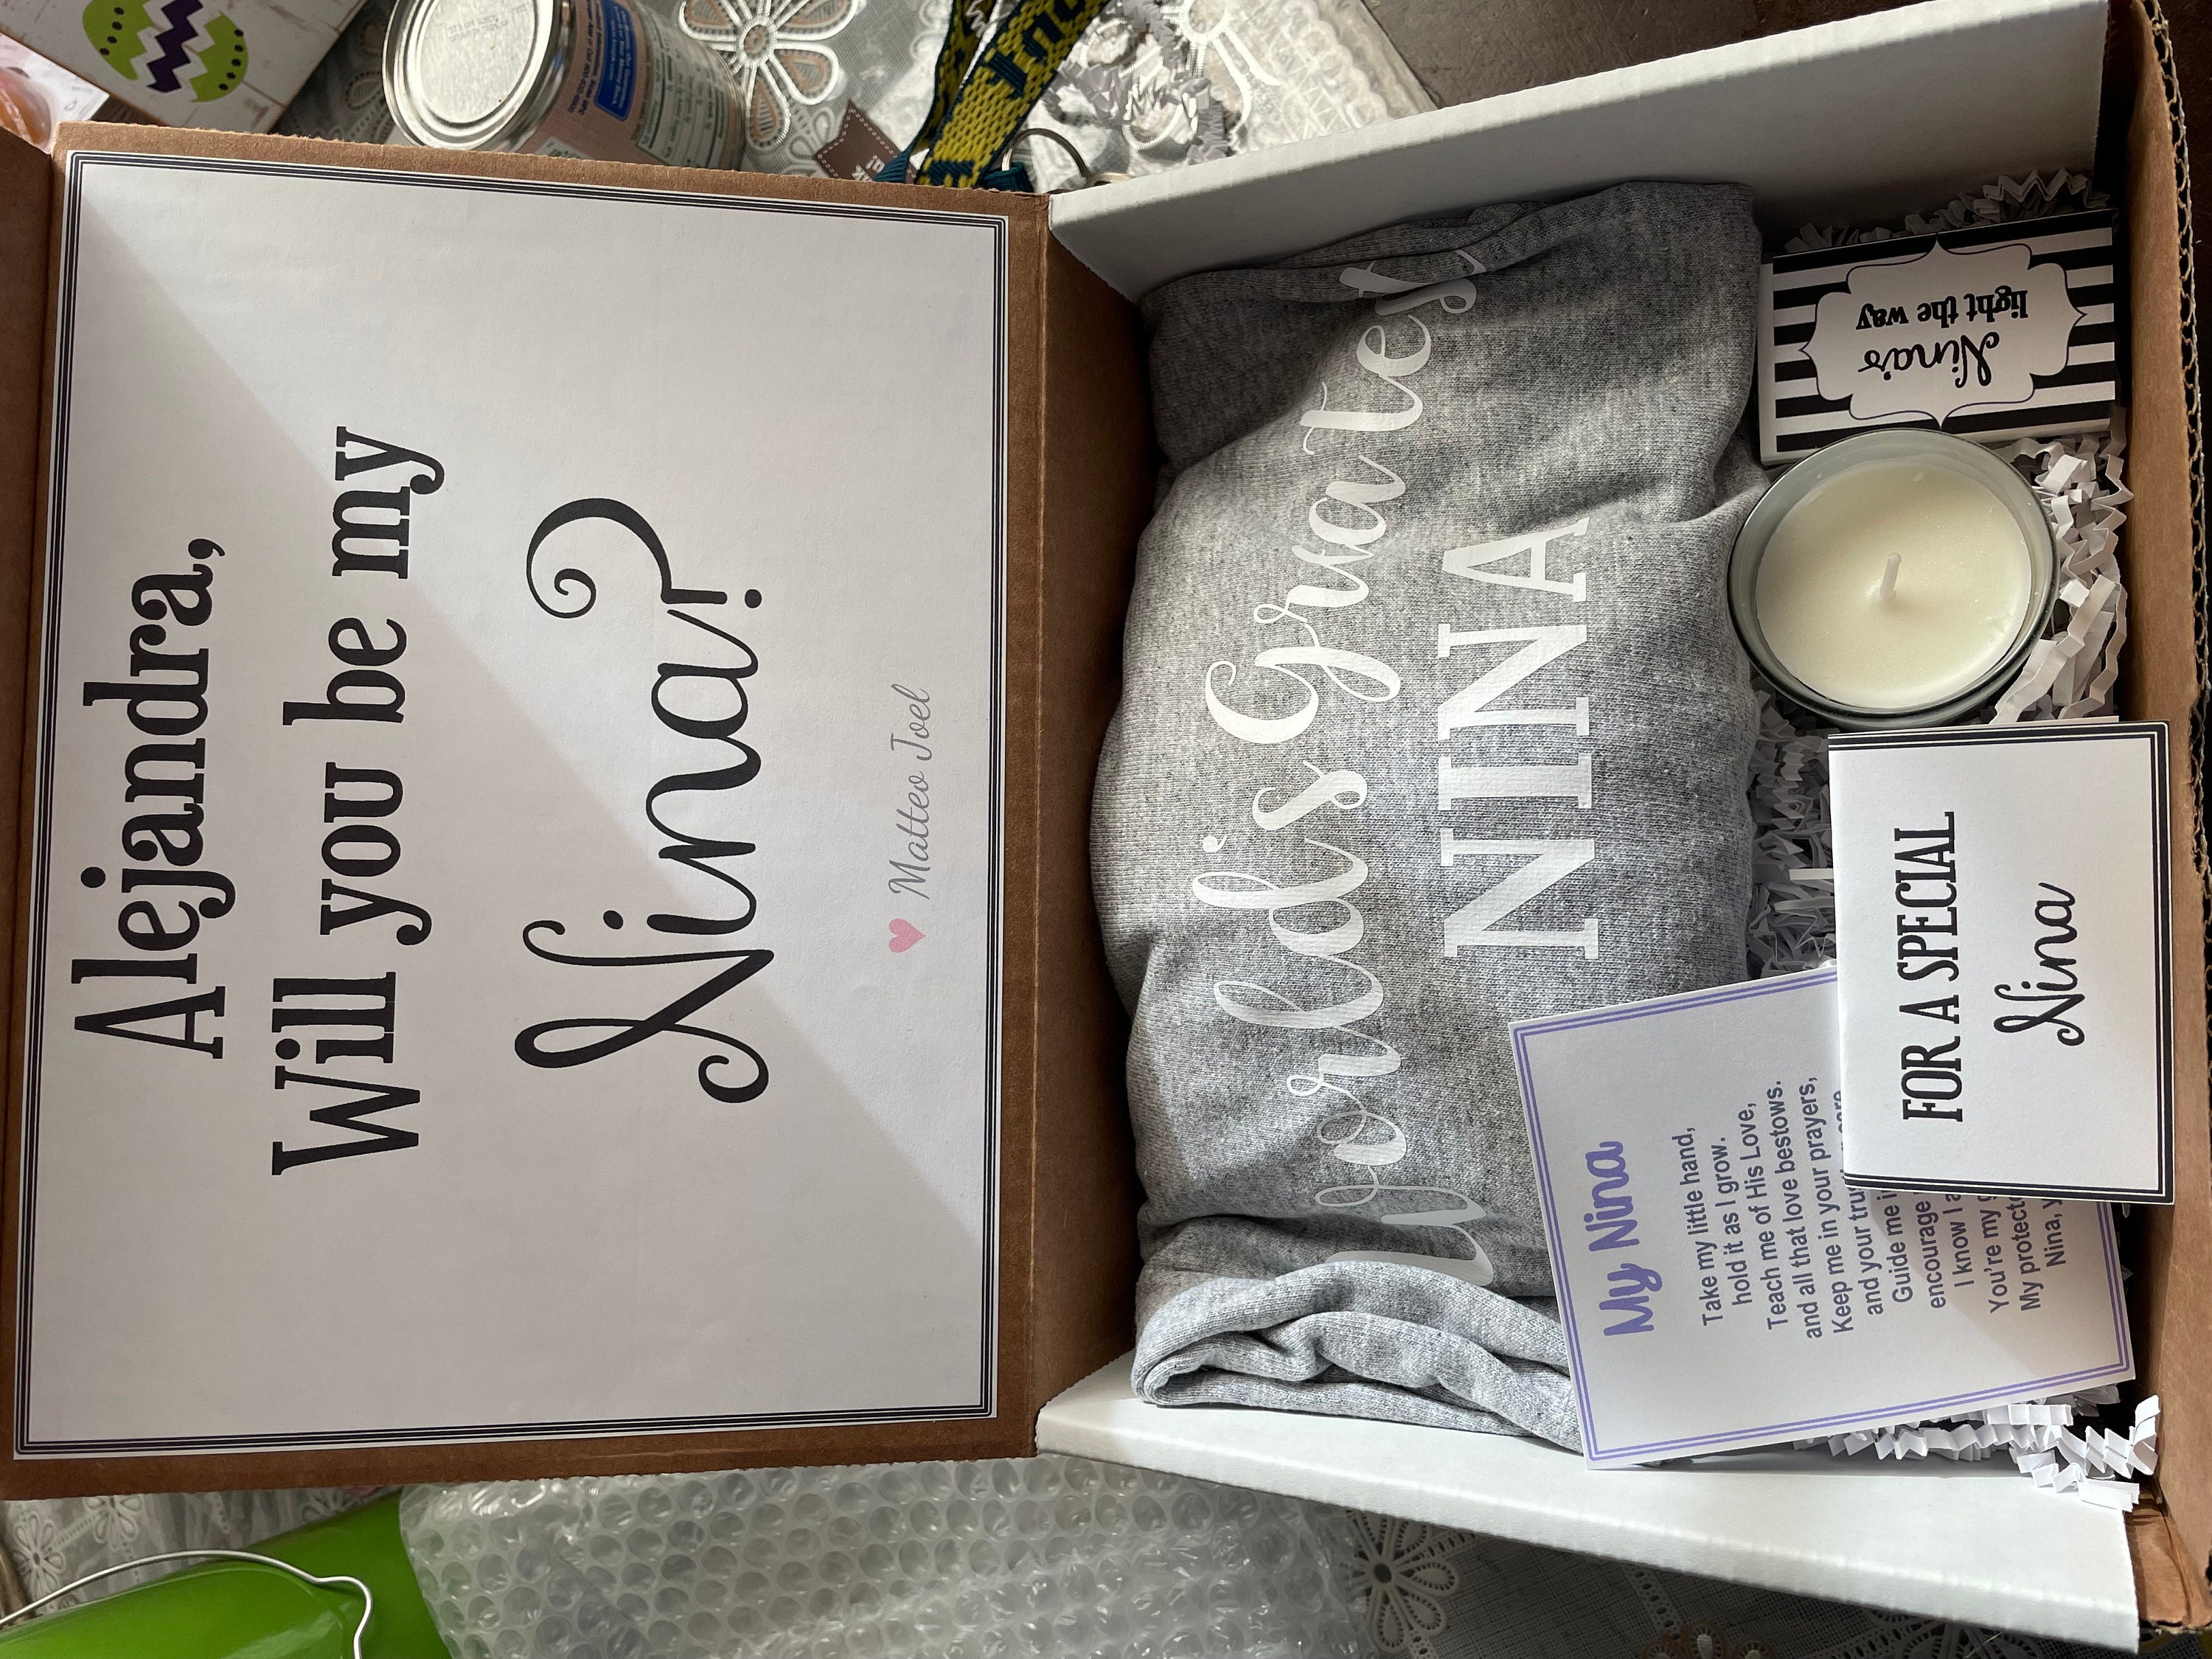 Alejandra,
Will you be my
Nina?
Matteo Joel
World's Greatest
NINA
Nina's
light the way
FOR A SPECIAL
Nina
My Nina
Take my little hand,
hold it as I grow.
Teach me of His Love,
and all that love bestows.
Keep me in your prayers,
and your tru
Guide me i
encourage
I know I a
You're my
My protect
Nina, y